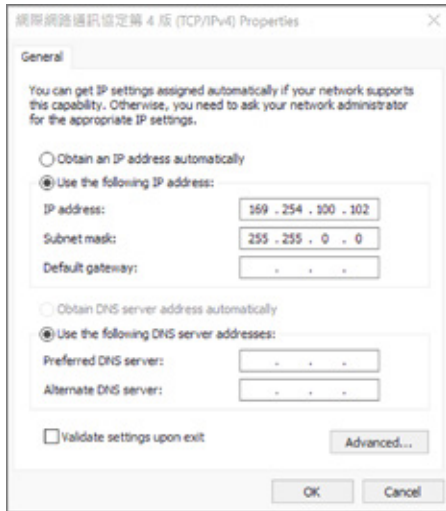 網際網路通訊協定第 4 版 (TCP/IPv4) Properties
General
You can get IP settings assigned automatically if your network supports
this capability. Otherwise, you need to ask your network administrator
for the appropriate IP settings.
Obtain an IP address automatically
Use the following IP address:
IP address: 169 . 254 . 100 . 102
Subnet mask: 255 . 255 . 0 . 0
Default gateway: . . .
Obtain DNS server address automatically
Use the following DNS server addresses:
Preferred DNS server: . . .
Alternate DNS server: . . .
Validate settings upon exit
Advanced...
OK Cancel